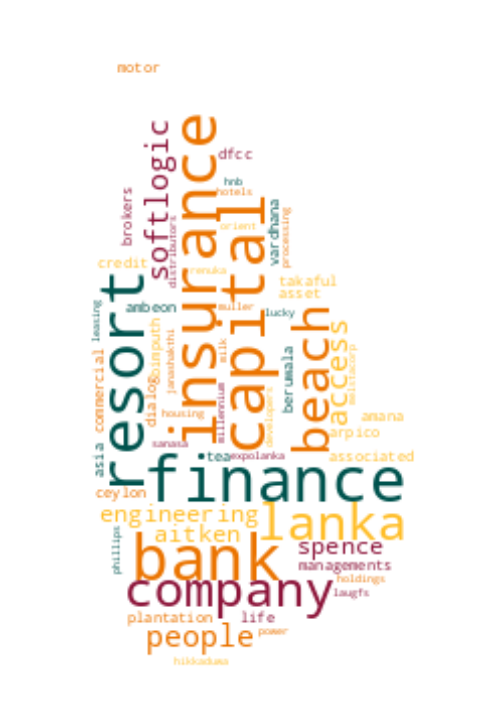 motor
softlogic
insurance
dfcc
hnb
hotels
brokers
capital
vardhana
distributors
processing
orient
credit
renuka
takaful
asset
resort
leasing
ambeon
muller
lucky
beach
access
commercial
dialog
bimputh
janashakthi
milk
berumala
housing
millennium
developers
amana
arpico
sanasa
asia
tea
expolanka
associated
finance
ceylon
engineering
lanka
aitken
phillips
bank
spence
managements
holdings
company
laugfs
plantation
life
people
power
hikkaduwa